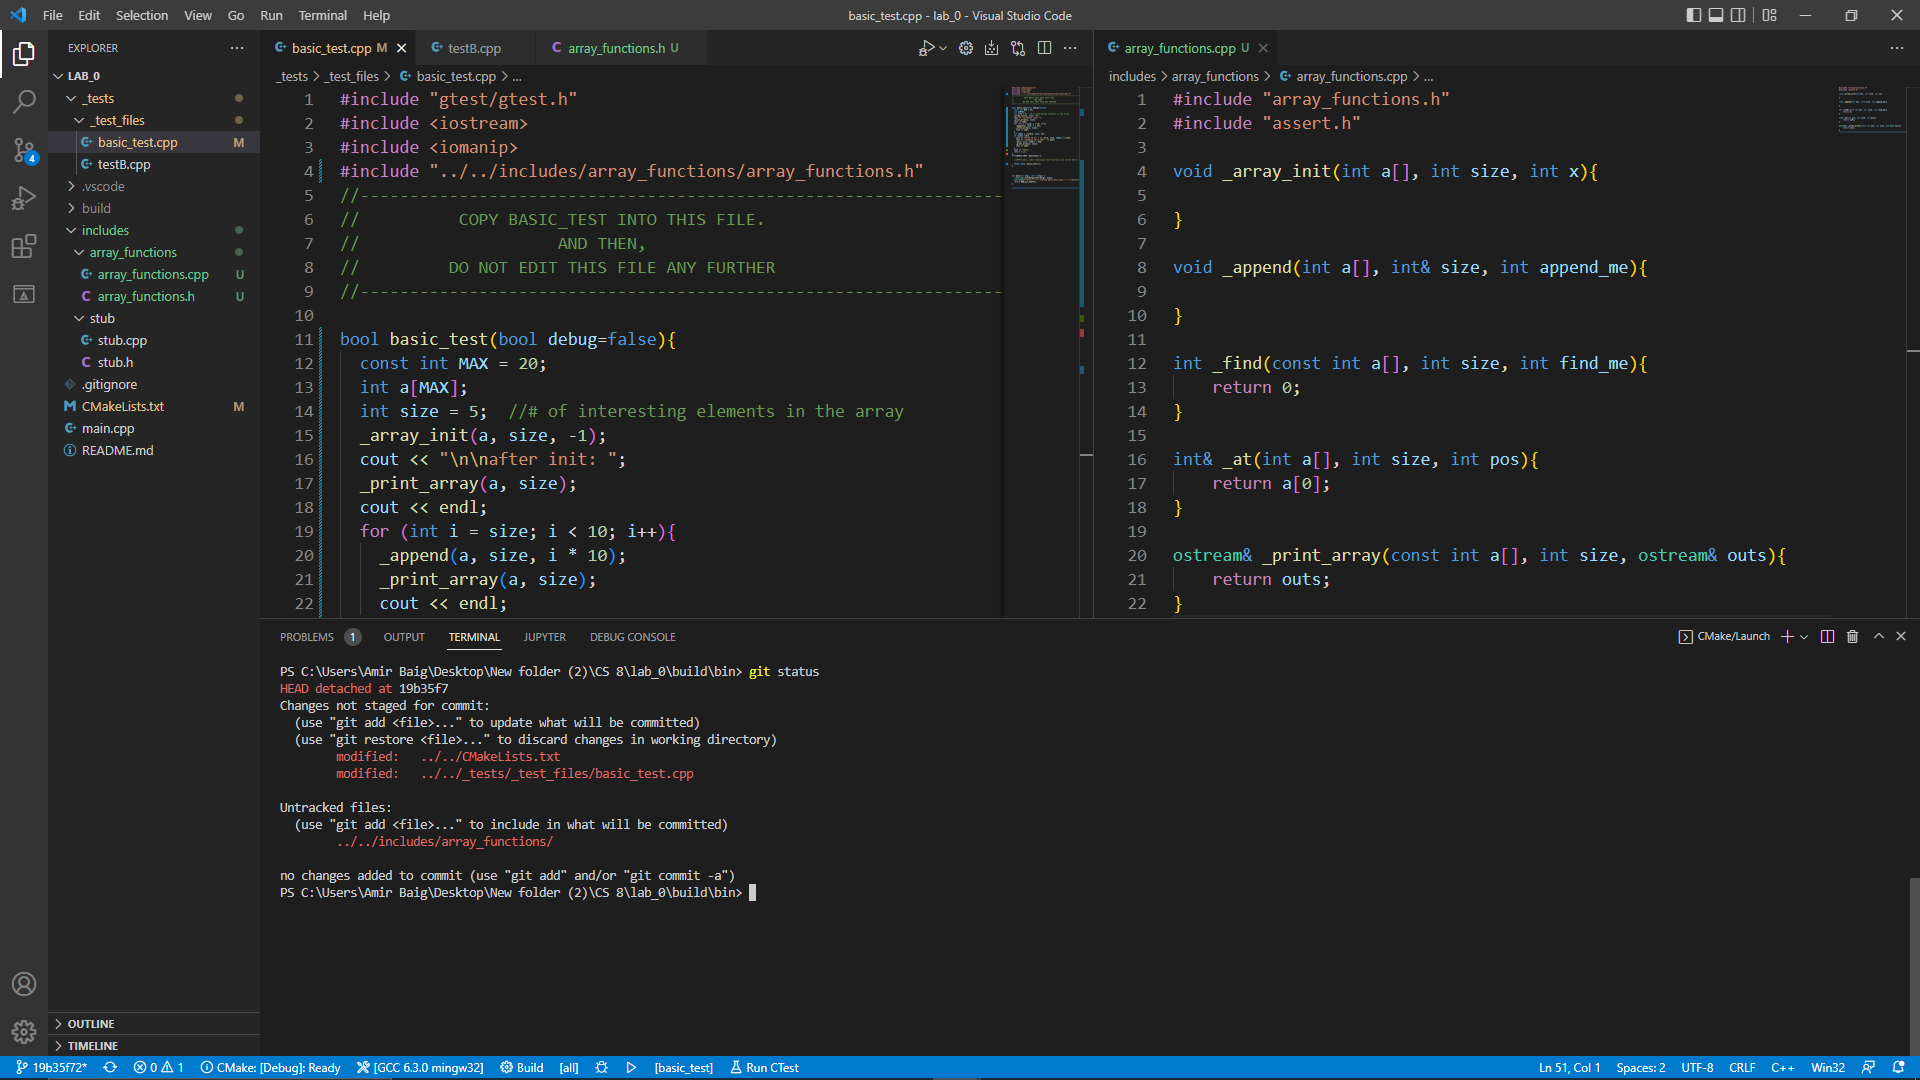 File Edit Selection View Go Run Terminal Help
basic_test.cpp - lab_0 - Visual Studio Code
EXPLORER
LAB_0
_tests
_test_files
basic_test.cpp M
testB.cpp
.vscode
build
includes
array_functions
array_functions.cpp U
array_functions.h U
stub
stub.cpp
stub.h
.gitignore
CMakeLists.txt M
main.cpp
README.md
OUTLINE
TIMELINE
4
basic_test.cpp M
testB.cpp
array_functions.h U
_tests > _test_files > basic_test.cpp > ...
1 #include "gtest/gtest.h"
2 #include <iostream>
3 #include <iomanip>
4 #include "../../includes/array_functions/array_functions.h"
5 //-----------------------------------------------------------------
6 // COPY BASIC_TEST INTO THIS FILE.
7 // AND THEN,
8 // DO NOT EDIT THIS FILE ANY FURTHER
9 //-----------------------------------------------------------------
10
11 bool basic_test(bool debug=false){
12 const int MAX = 20;
13 int a[MAX];
14 int size = 5; //# of interesting elements in the array
15 _array_init(a, size, -1);
16 cout << "\n\nafter init: ";
17 _print_array(a, size);
18 cout << endl;
19 for (int i = size; i < 10; i++){
20 _append(a, size, i * 10);
21 _print_array(a, size);
22 cout << endl;
array_functions.cpp U
includes > array_functions > array_functions.cpp > ...
1 #include "array_functions.h"
2 #include "assert.h"
3
4 void _array_init(int a[], int size, int x){
5
6 }
7
8 void _append(int a[], int& size, int append_me){
9
10 }
11
12 int _find(const int a[], int size, int find_me){
13 return 0;
14 }
15
16 int& _at(int a[], int size, int pos){
17 return a[0];
18 }
19
20 ostream& _print_array(const int a[], int size, ostream& outs){
21 return outs;
22 }
PROBLEMS 1 OUTPUT TERMINAL JUPYTER DEBUG CONSOLE
CMake/Launch
PS C:\Users\Amir Baig\Desktop\New folder (2)\CS 8\lab_0\build\bin> git status
HEAD detached at 19b35f7
Changes not staged for commit:
(use "git add <file>..." to update what will be committed)
(use "git restore <file>..." to discard changes in working directory)
modified: ../../CMakeLists.txt
modified: ../../_tests/_test_files/basic_test.cpp
Untracked files:
(use "git add <file>..." to include in what will be committed)
../../includes/array_functions/
no changes added to commit (use "git add" and/or "git commit -a")
PS C:\Users\Amir Baig\Desktop\New folder (2)\CS 8\lab_0\build\bin>
19b35f72* 0 1 CMake: [Debug]: Ready [GCC 6.3.0 mingw32] Build [all] [basic_test] Run CTest
Ln 51, Col 1 Spaces: 2 UTF-8 CRLF C++ Win32